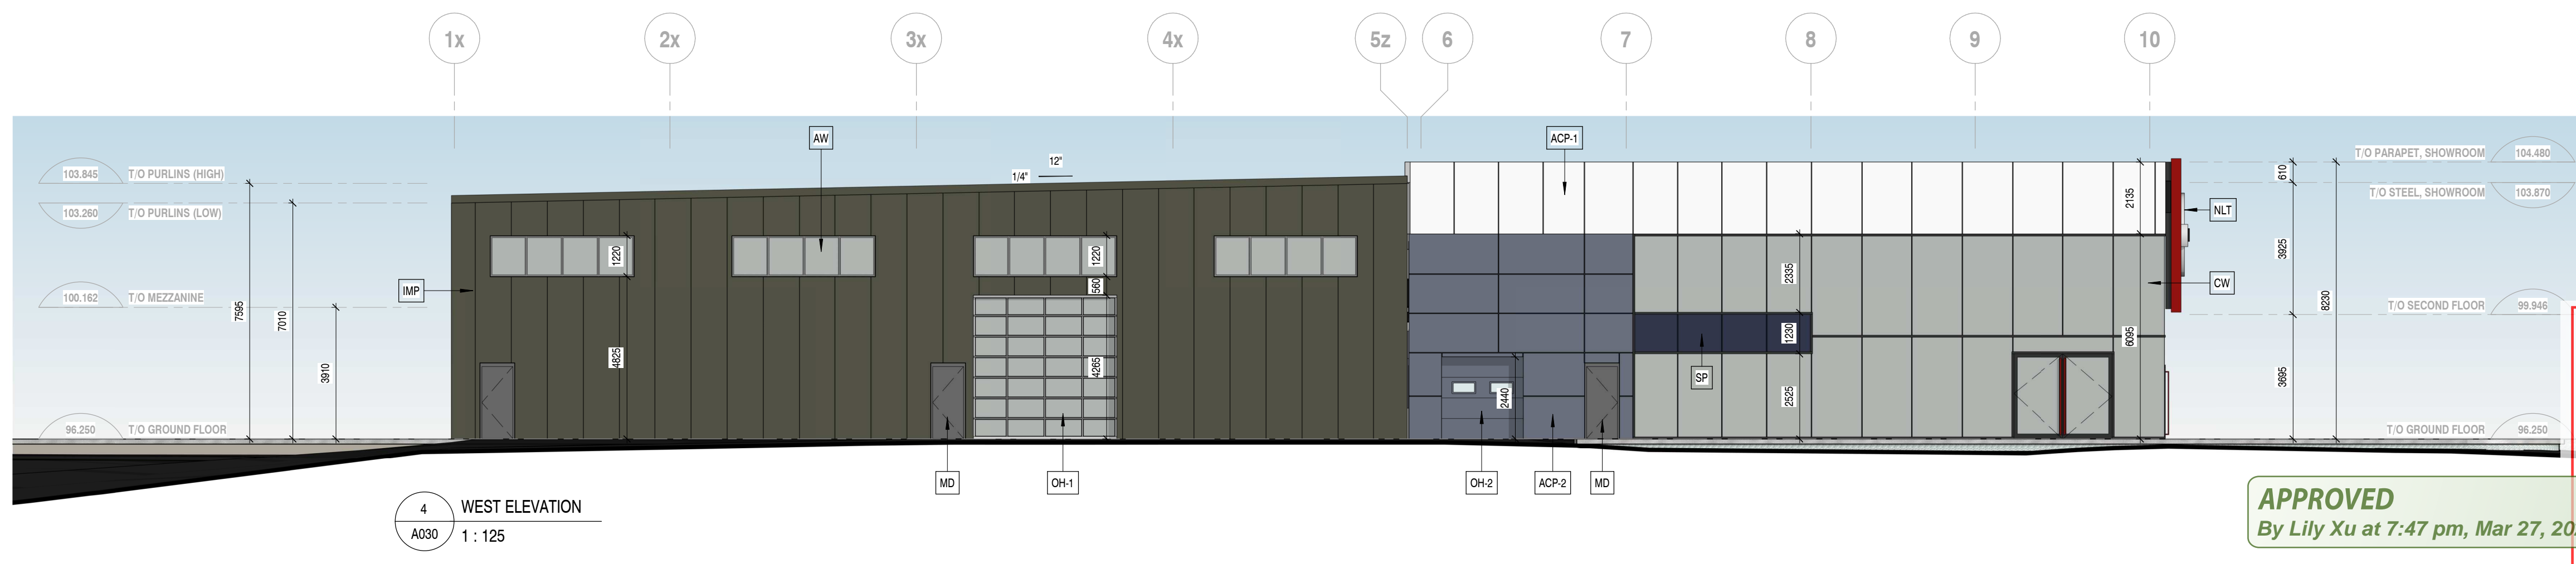 1x 2x 3x 4x 5z 6 7 8 9 10
AW
ACP-1
12"
1/4"
103.845 T/O PURLINS (HIGH)
103.260 T/O PURLINS (LOW)
100.162 T/O MEZZANINE
96.250 T/O GROUND FLOOR
7595
7010
3910
IMP
1220
4825
1220
560
4265
2440
2335
1230
2525
2135
6095
SP
T/O PARAPET, SHOWROOM 104.480
T/O STEEL, SHOWROOM 103.870
T/O SECOND FLOOR 99.946
T/O GROUND FLOOR 96.250
610
3925
3695
8230
NLT
CW
MD
OH-1
OH-2
ACP-2
MD
4
A030
WEST ELEVATION
1 : 125
APPROVED
By Lily Xu at 7:47 pm, Mar 27, 20